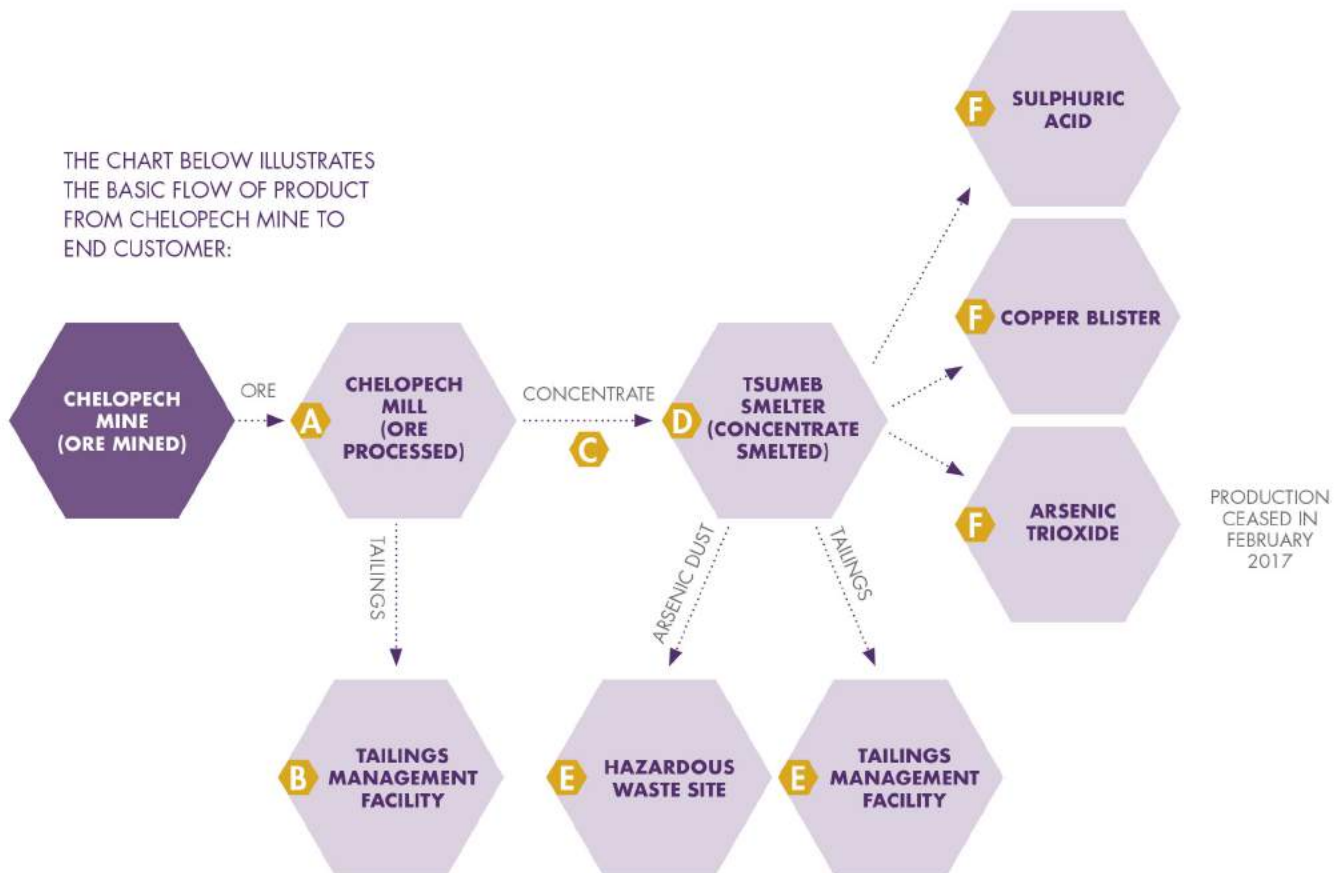 THE CHART BELOW ILLUSTRATES
THE BASIC FLOW OF PRODUCT
FROM CHELOPECH MINE TO
END CUSTOMER:
CHELOPECH
MINE
(ORE MINED)
ORE
A
CHELOPECH
MILL
(ORE
PROCESSED)
CONCENTRATE
C
D
TSUMEB
SMELTER
(CONCENTRATE
SMELTED)
F
SULPHURIC
ACID
F
COPPER BLISTER
F
ARSENIC
TRIOXIDE
PRODUCTION
CEASED IN
FEBRUARY
2017
TAILINGS
ARSENIC DUST
TAILINGS
B
TAILINGS
MANAGEMENT
FACILITY
E
HAZARDOUS
WASTE SITE
E
TAILINGS
MANAGEMENT
FACILITY